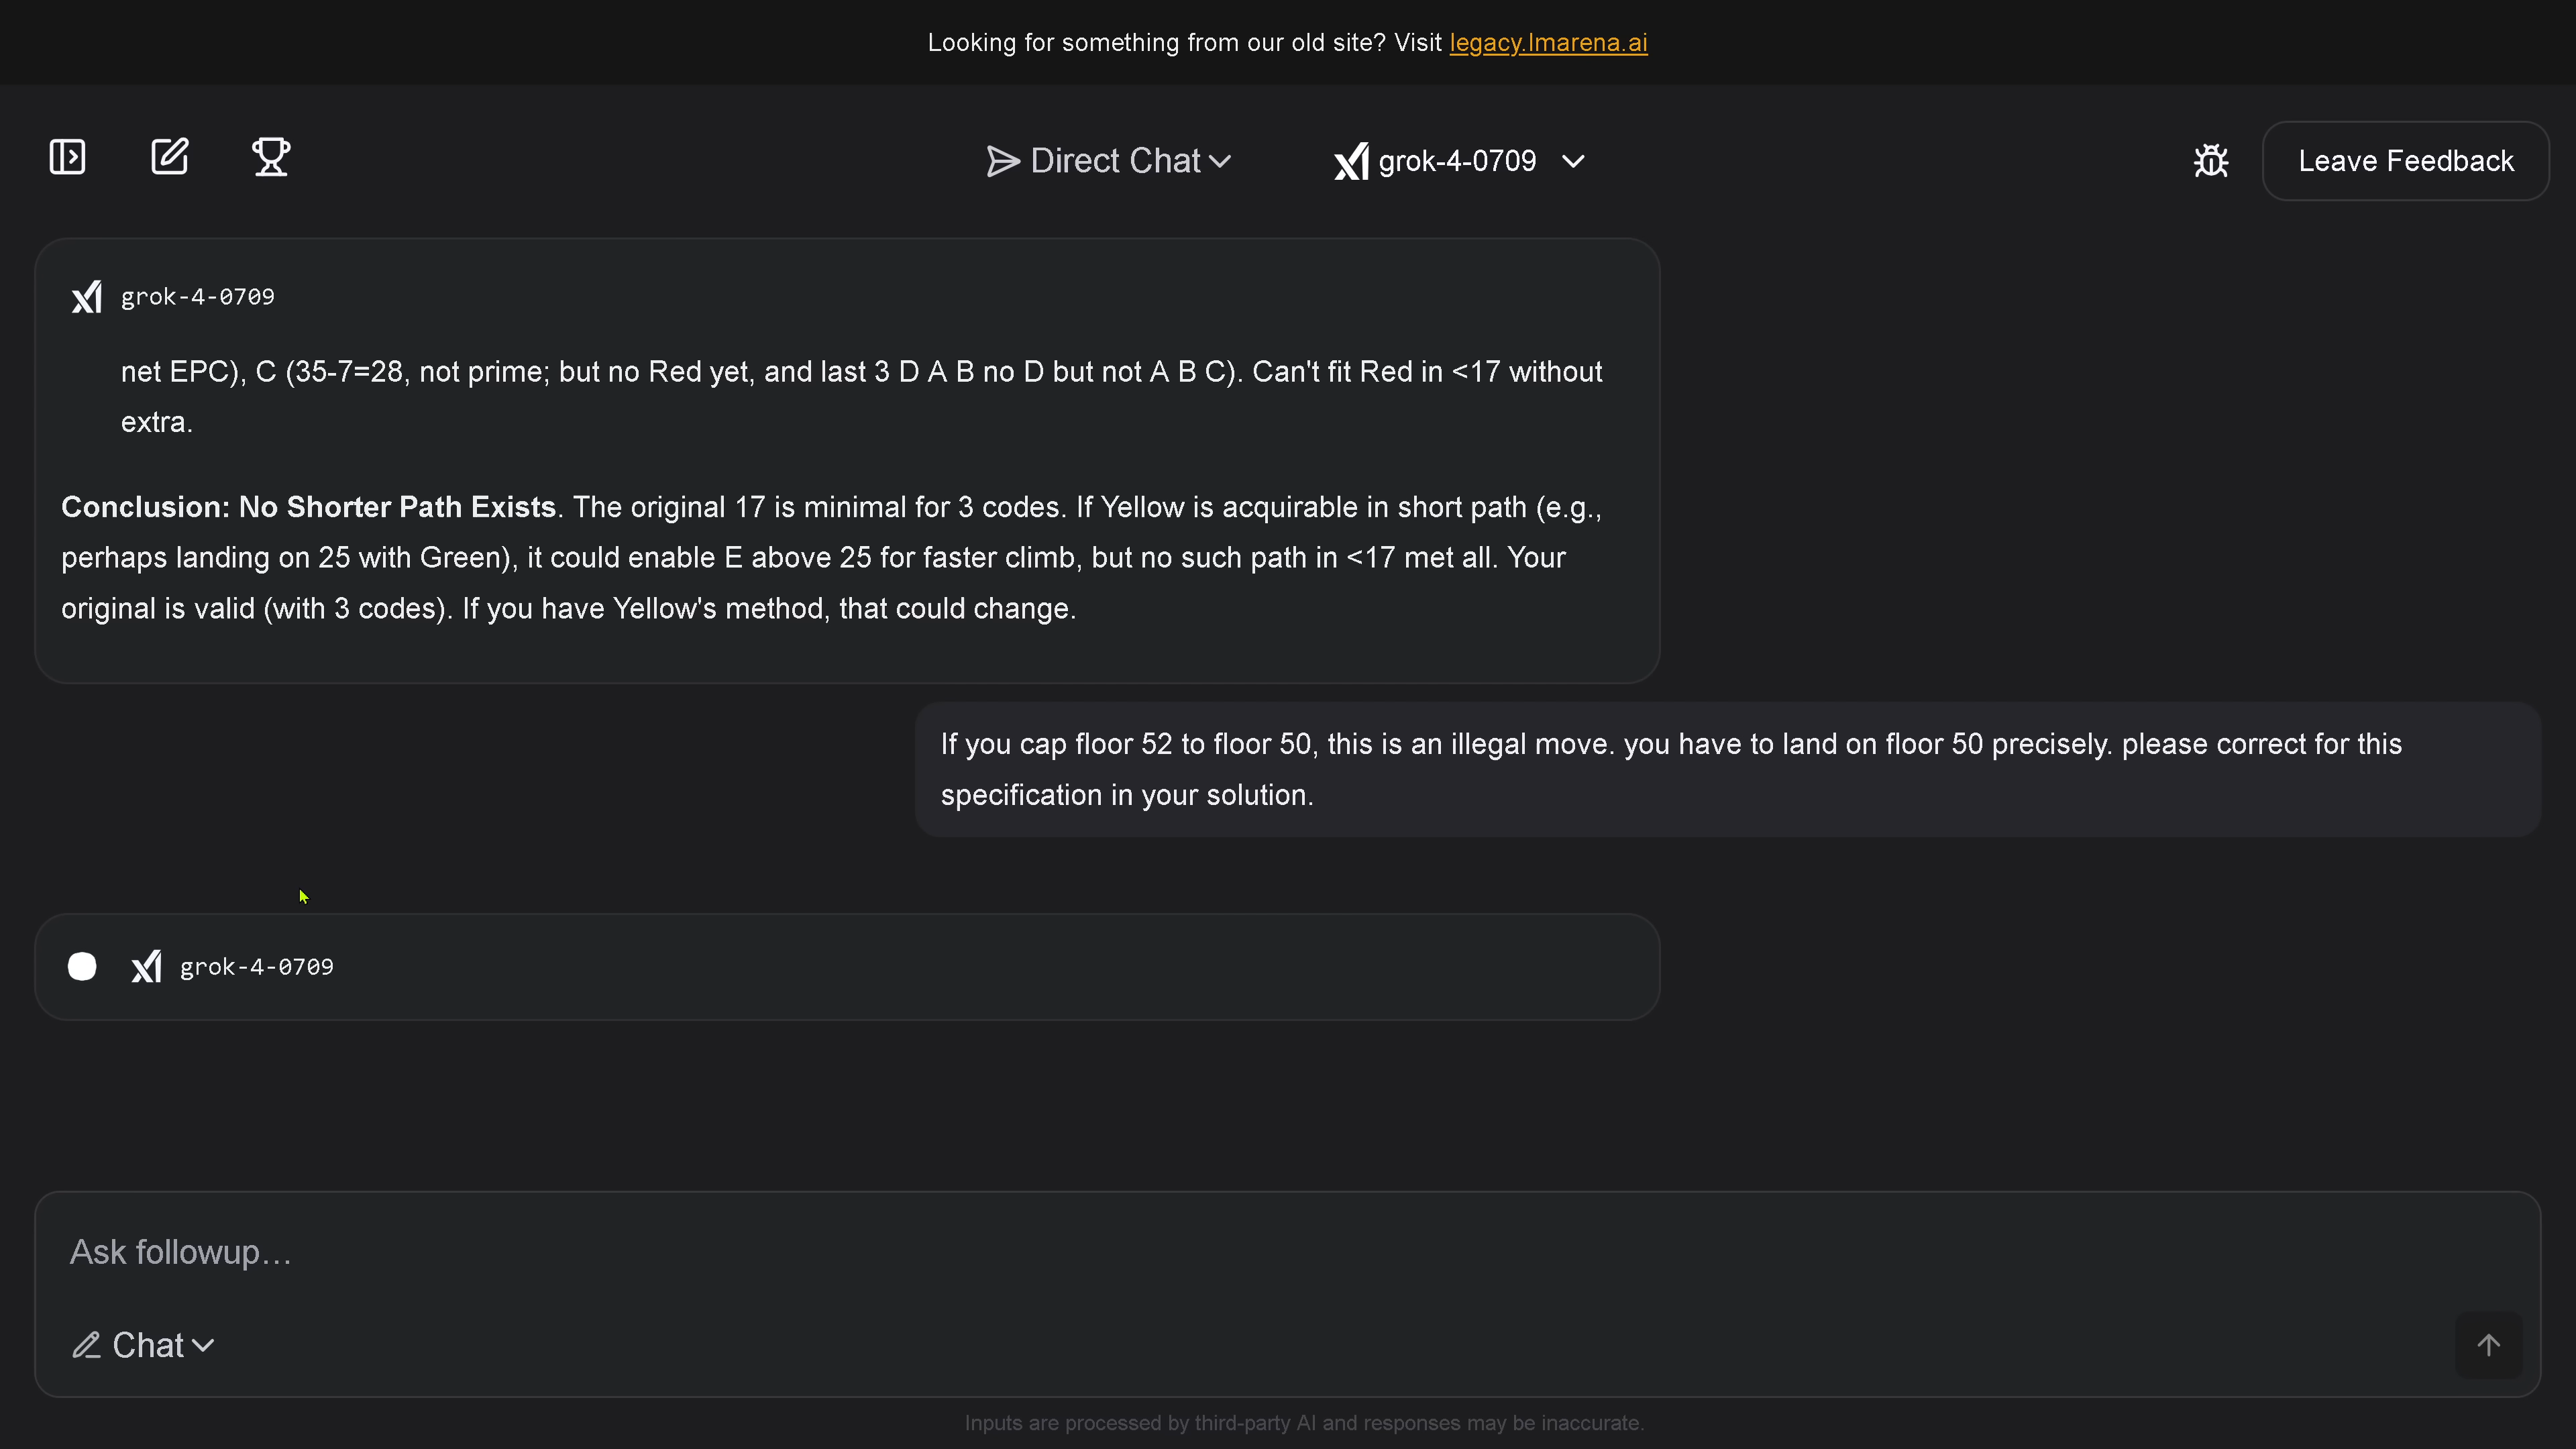 Looking for something from our old site? Visit legacy.lmarena.ai
Direct Chat
grok-4-0709
Leave Feedback
grok-4-0709
net EPC), C (35-7=28, not prime; but no Red yet, and last 3 D A B no D but not A B C). Can't fit Red in <17 without
extra.
Conclusion: No Shorter Path Exists. The original 17 is minimal for 3 codes. If Yellow is acquirable in short path (e.g.,
perhaps landing on 25 with Green), it could enable E above 25 for faster climb, but no such path in <17 met all. Your
original is valid (with 3 codes). If you have Yellow's method, that could change.
If you cap floor 52 to floor 50, this is an illegal move. you have to land on floor 50 precisely. please correct for this
specification in your solution.
grok-4-0709
Ask followup…
Chat
Inputs are processed by third-party AI and responses may be inaccurate.